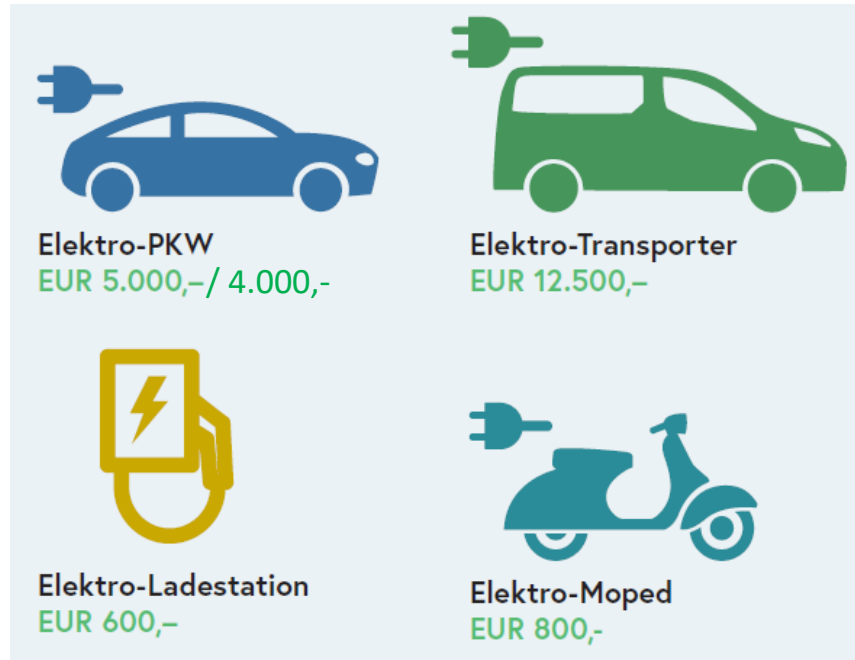 Elektro-PKW
EUR 5.000,–/ 4.000,-
Elektro-Transporter
EUR 12.500,–
Elektro-Ladestation
EUR 600,–
Elektro-Moped
EUR 800,-